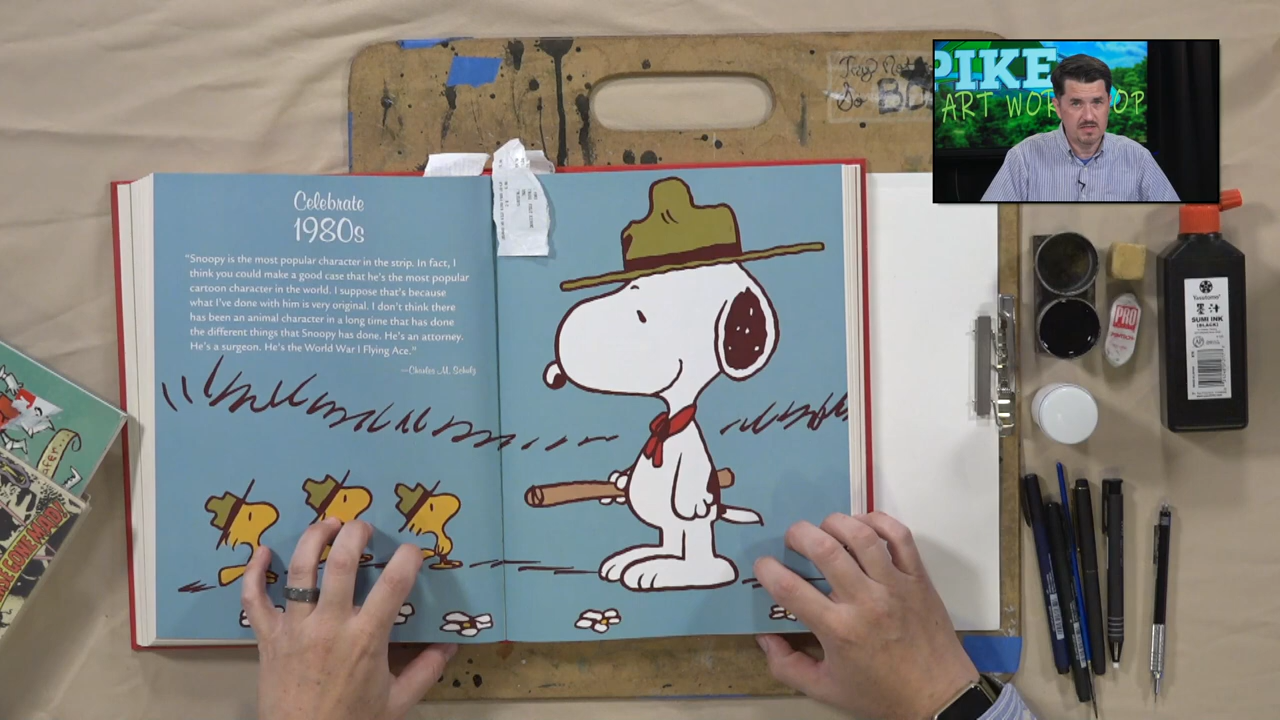 PIKE
ART WOR OP
Celebrate
1980s
"Snoopy is the most popular character in the strip. In fact, I
think you could make a good case that he's the most popular
cartoon character in the world. I suppose that's because
what I've done with him is very original. I don't think there
has been an animal character in a long time that has done
the different things that Snoopy has done. He's an attorney.
He's a surgeon. He's the World War I Flying Ace."
—Charles M. Schulz
PRO
SUMI INK
(BLACK)